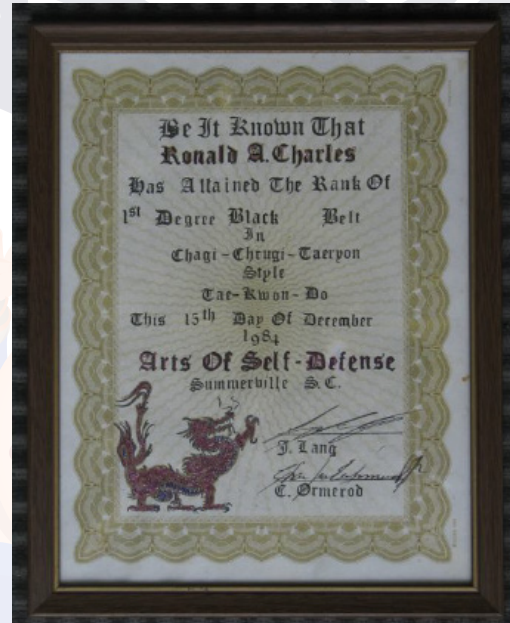 Be It Known That
Ronald A. Charles
Has Attained The Rank Of
1st Degree Black Belt
In
Chagi-Chrugi-Taeryon
Style
Tae-Kwon-Do
This 15th Day Of December
1984
Arts Of Self-Defense
Summerville S.C.
J. Lang
C. Ormerod